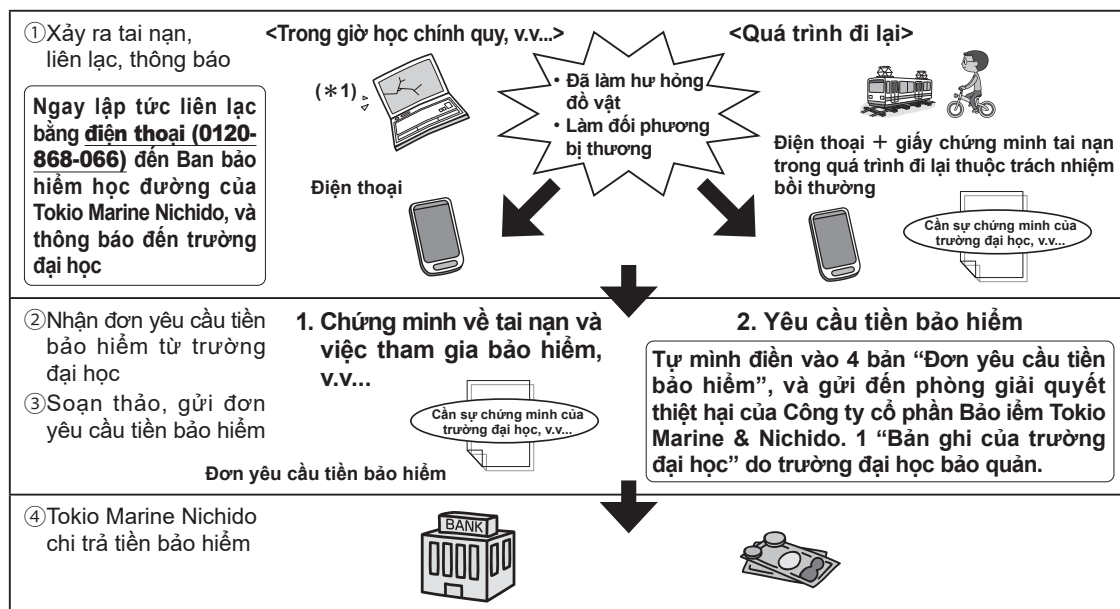 ①Xảy ra tai nạn,
liên lạc, thông báo
Ngay lập tức liên lạc
bằng điện thoại (0120-
868-066) đến Ban bảo
hiểm học đường của
Tokio Marine Nichido, và
thông báo đến trường
đại học
<Trong giờ học chính quy, v.v...>
(＊1)
Điện thoại
• Đã làm hư hỏng
đồ vật
• Làm đối phương
bị thương
<Quá trình đi lại>
Điện thoại ＋ giấy chứng minh tai nạn
trong quá trình đi lại thuộc trách nhiệm
bồi thường
Cần sự chứng minh của
trường đại học, v.v...
②Nhận đơn yêu cầu tiền
bảo hiểm từ trường
đại học
③Soạn thảo, gửi đơn
yêu cầu tiền bảo hiểm
1. Chứng minh về tai nạn và
việc tham gia bảo hiểm,
v.v...
Cần sự chứng minh của
trường đại học, v.v...
Đơn yêu cầu tiền bảo hiểm
2. Yêu cầu tiền bảo hiểm
Tự mình điền vào 4 bản “Đơn yêu cầu tiền
bảo hiểm”, và gửi đến phòng giải quyết
thiệt hại của Công ty cổ phần Bảo iểm Tokio
Marine & Nichido. 1 “Bản ghi của trường
đại học” do trường đại học bảo quản.
④Tokio Marine Nichido
chi trả tiền bảo hiểm
BANK